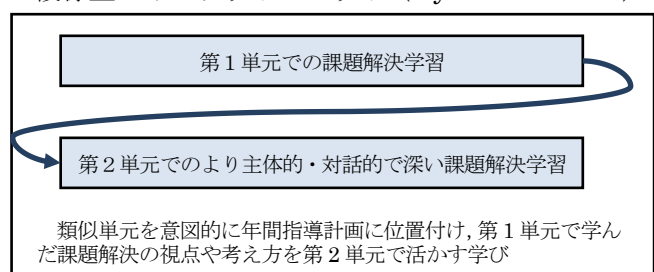 第１単元での課題解決学習
第２単元でのより主体的・対話的で深い課題解決学習
類似単元を意図的に年間指導計画に位置付け，第１単元で学ん
だ課題解決の視点や考え方を第２単元で活かす学び